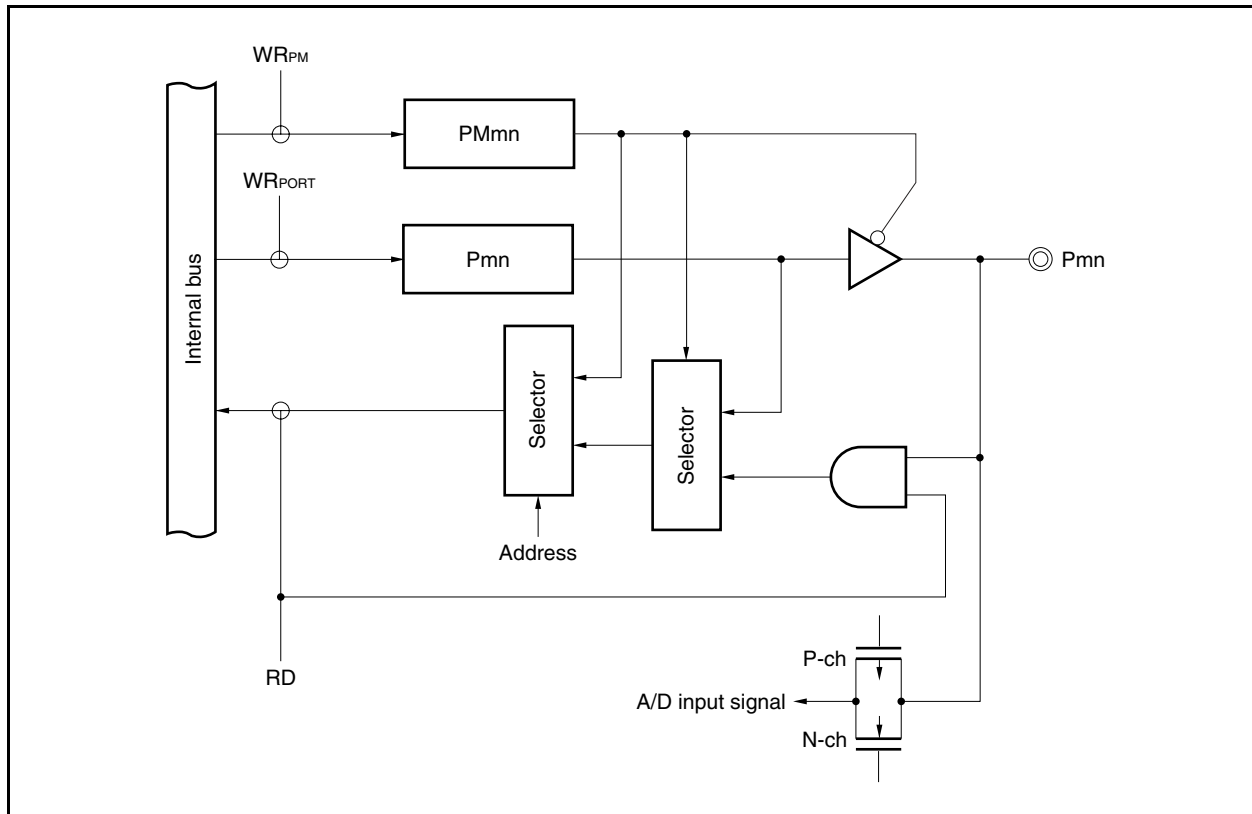 WRPM
PMmn
WRPORT
Pmn
Pmn
Internal bus
Selector
Selector
Address
RD
P-ch
A/D input signal
N-ch